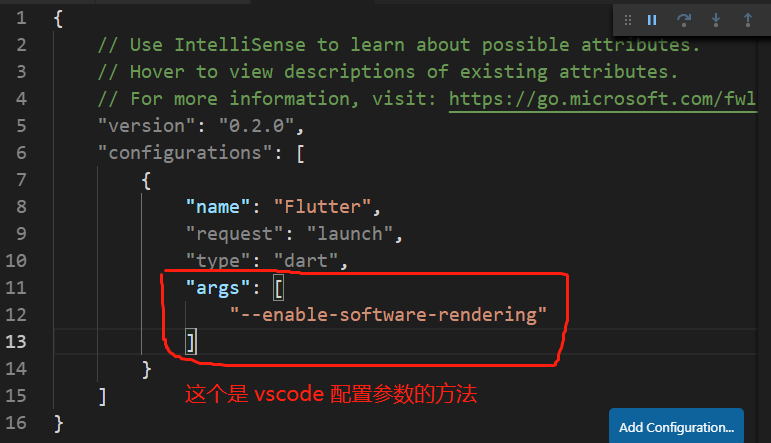 1 {
2 // Use IntelliSense to learn about possible attributes.
3 // Hover to view descriptions of existing attributes.
4 // For more information, visit: https://go.microsoft.com/fwl
5 "version": "0.2.0",
6 "configurations": [
7 {
8 "name": "Flutter",
9 "request": "launch",
10 "type": "dart",
11 "args": [
12 "--enable-software-rendering"
13 ]
14 }
这个是 vscode 配置参数的方法
15 ]
16 }
Add Configuration...